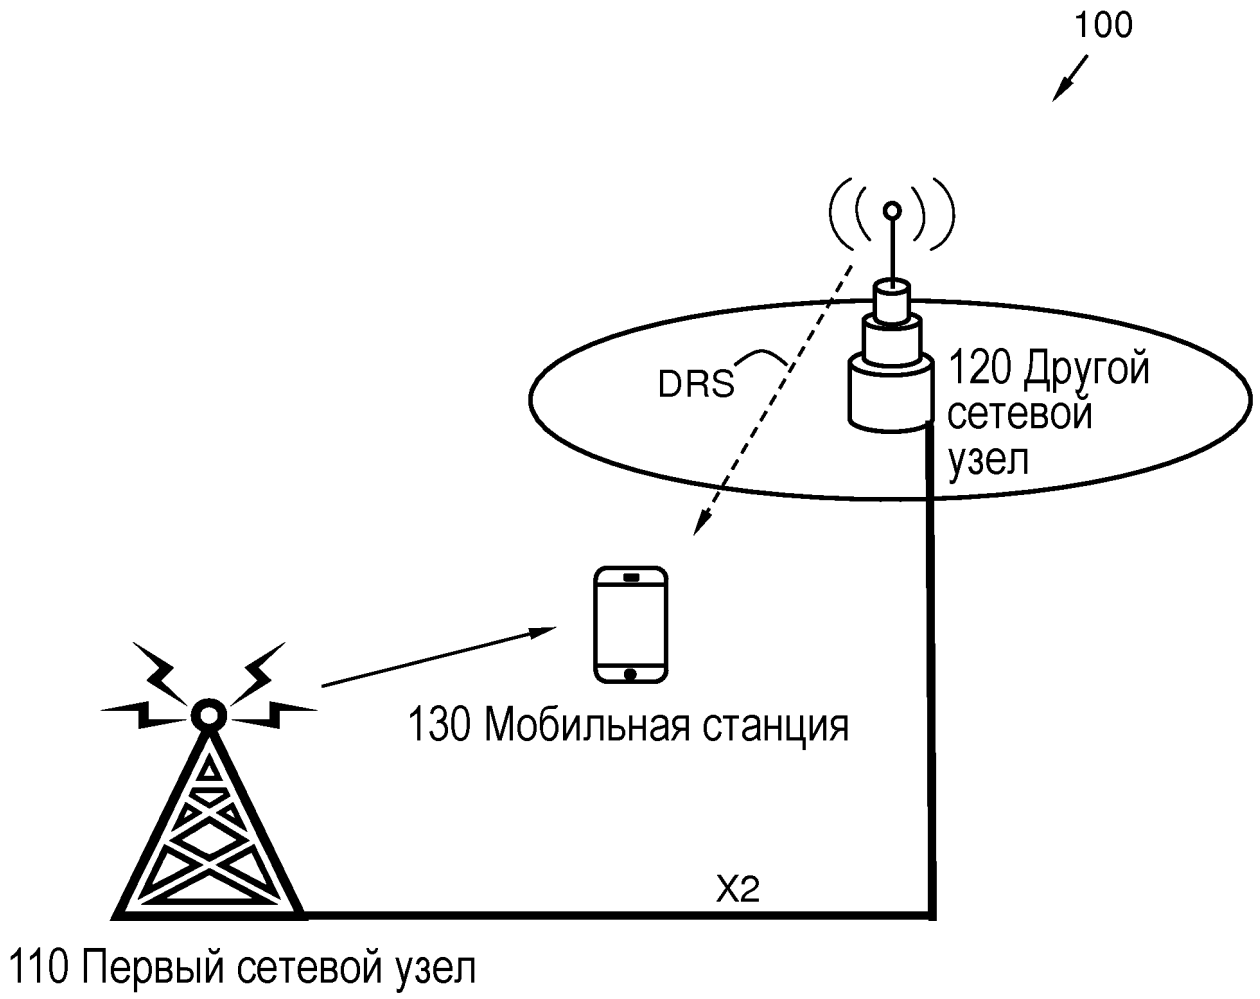 100
DRS
120 Другой
сетевой
узел
130 Мобильная станция
X2
110 Первый сетевой узел